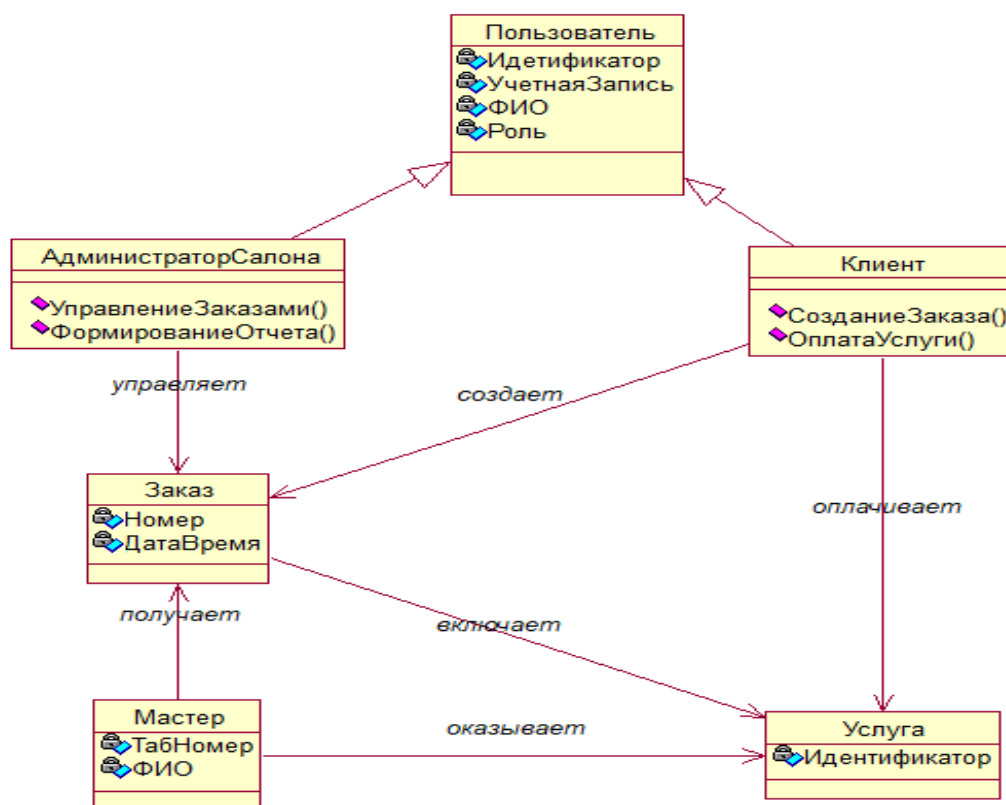 Пользователь
Идетификатор
УчетнаяЗапись
ФИО
Роль
АдминистраторСалона
УправлениеЗаказами()
ФормированиеОтчета()
Клиент
СозданиеЗаказа()
ОплатаУслуги()
управляет
создает
Заказ
Номер
ДатаВремя
оплачивает
получает
включает
Мастер
ТабНомер
ФИО
оказывает
Услуга
Идентификатор